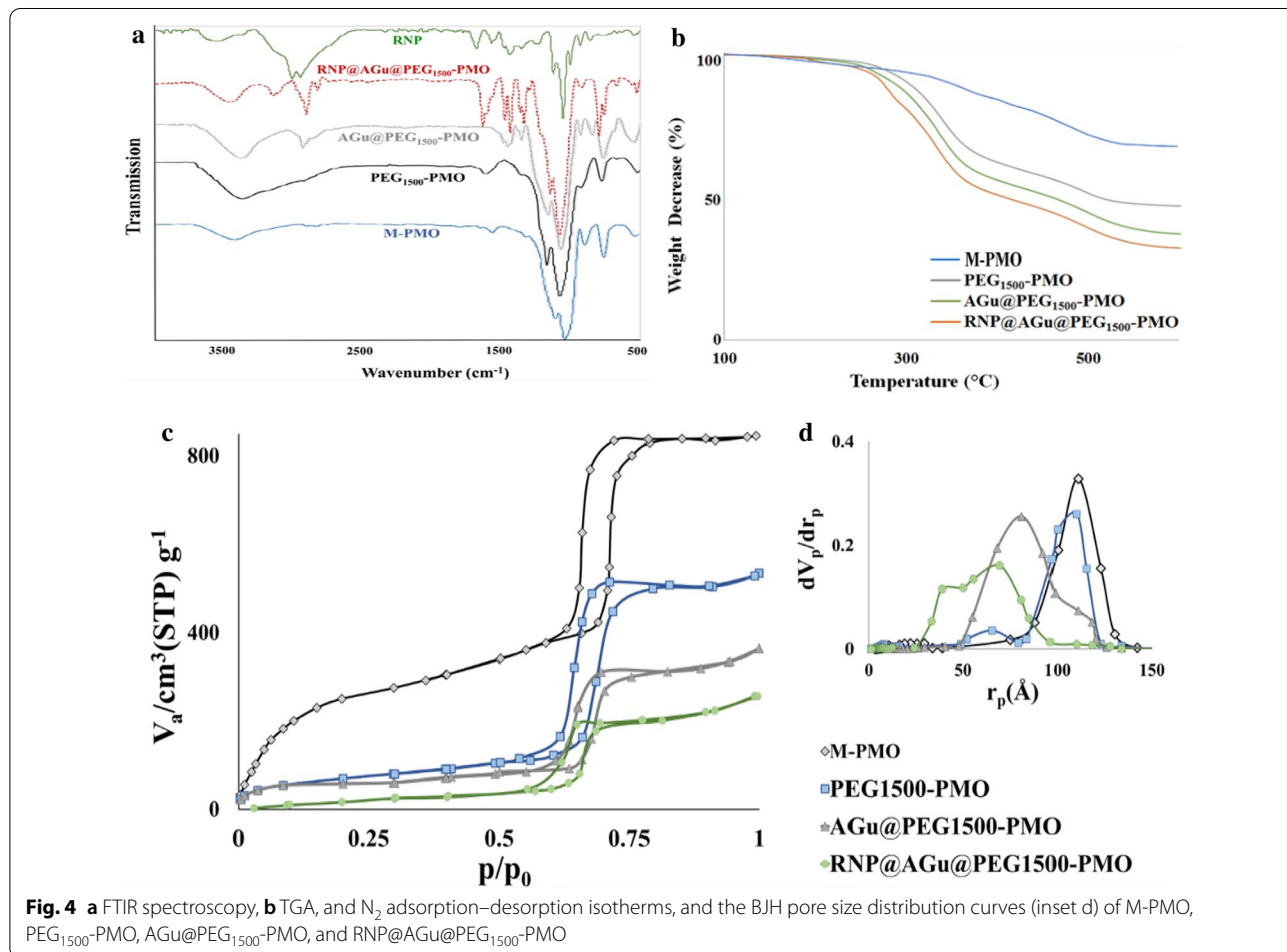 a
RNP
RNP@AGu@PEG₁₅₀₀-PMO
AGu@PEG₁₅₀₀-PMO
PEG₁₅₀₀-PMO
M-PMO
Transmission
3500 2500 1500 500
Wavenumber (cm⁻¹)
b
Weight Decrease (%)
100
50
0
M-PMO
PEG₁₅₀₀-PMO
AGu@PEG₁₅₀₀-PMO
RNP@AGu@PEG₁₅₀₀-PMO
100 300 500
Temperature (°C)
c
Vₐ/cm³(STP) g⁻¹
800
400
0
0 0.25 0.5 0.75 1
p/p₀
d
dVₚ/drₚ
0.4
0.2
0
0 50 100 150
rₚ(Å)
M-PMO
PEG1500-PMO
AGu@PEG1500-PMO
RNP@AGu@PEG1500-PMO
Fig. 4 a FTIR spectroscopy, b TGA, and N₂ adsorption–desorption isotherms, and the BJH pore size distribution curves (inset d) of M-PMO,
PEG₁₅₀₀-PMO, AGu@PEG₁₅₀₀-PMO, and RNP@AGu@PEG₁₅₀₀-PMO